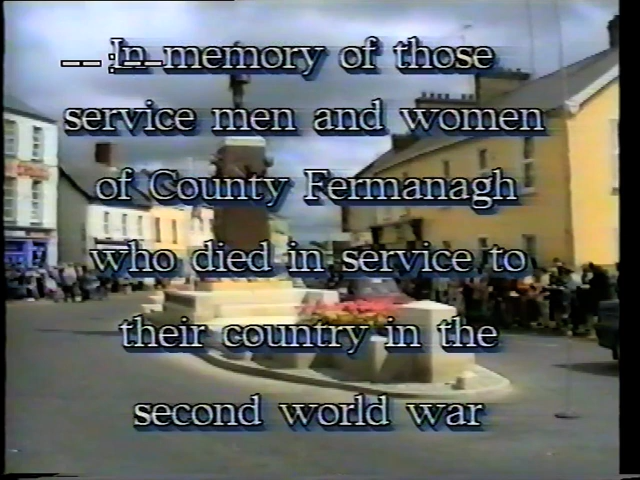 -- : --
In memory of those
service men and women
of County Fermanagh
who died in service to
their country in the
second world war